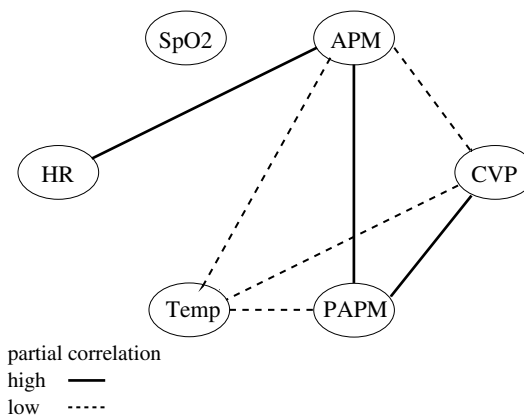 SpO2 APM
HR CVP
Temp PAPM
partial correlation
high
low